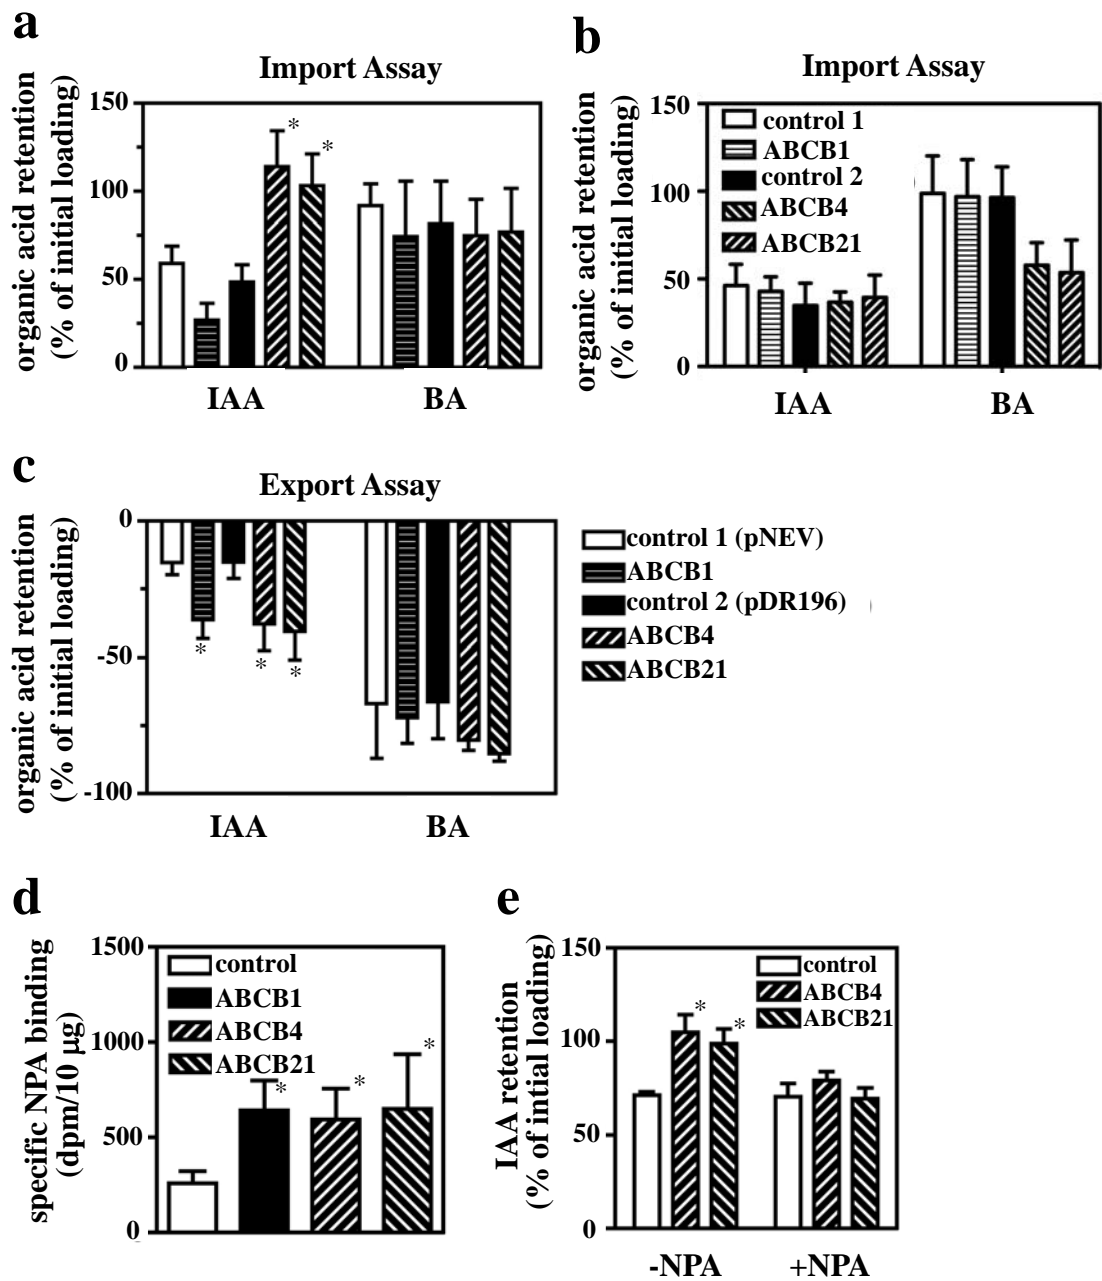 a
Import Assay
organic acid retention
(% of initial loading)
150
100
50
0
*
*
IAA
BA
b
Import Assay
organic acid retention
(% of initial loading)
150
100
50
0
control 1
ABCB1
control 2
ABCB4
ABCB21
IAA
BA
c
Export Assay
organic acid retention
(% of initial loading)
0
-50
-100
*
*
*
IAA
BA
control 1 (pNEV)
ABCB1
control 2 (pDR196)
ABCB4
ABCB21
d
specific NPA binding
(dpm/10 µg)
1500
1000
500
0
control
ABCB1
ABCB4
ABCB21
*
*
*
e
IAA retention
(% of intial loading)
150
100
50
0
control
ABCB4
ABCB21
*
*
-NPA
+NPA